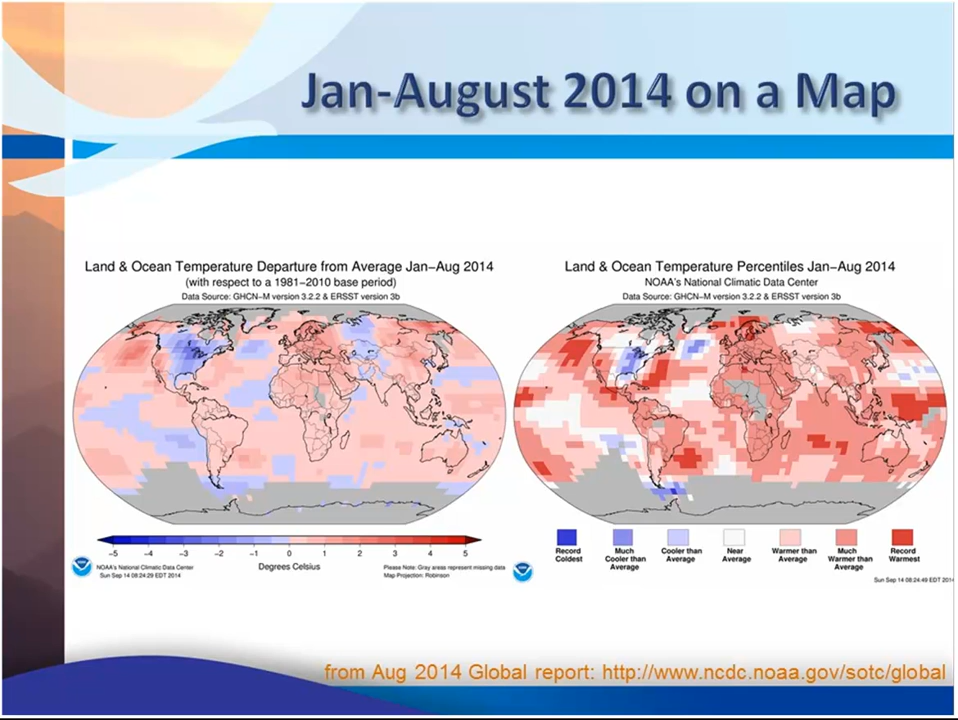 Jan-August 2014 on a Map
Land & Ocean Temperature Departure from Average Jan–Aug 2014
(with respect to a 1981–2010 base period)
Data Source: GHCN–M version 3.2.2 & ERSST version 3b
-5 -4 -3 -2 -1 0 1 2 3 4 5
Degrees Celsius
NOAA's National Climatic Data Center
Sun Sep 14 08:24:29 EDT 2014
Please Note: Gray areas represent missing data
Map Projection: Robinson
Land & Ocean Temperature Percentiles Jan–Aug 2014
NOAA's National Climatic Data Center
Data Source: GHCN–M version 3.2.2 & ERSST version 3b
Record
Coldest
Much
Cooler than
Average
Cooler than
Average
Near
Average
Warmer than
Average
Much
Warmer than
Average
Record
Warmest
Sun Sep 14 08:24:49 EDT 201
from Aug 2014 Global report: http://www.ncdc.noaa.gov/sotc/global